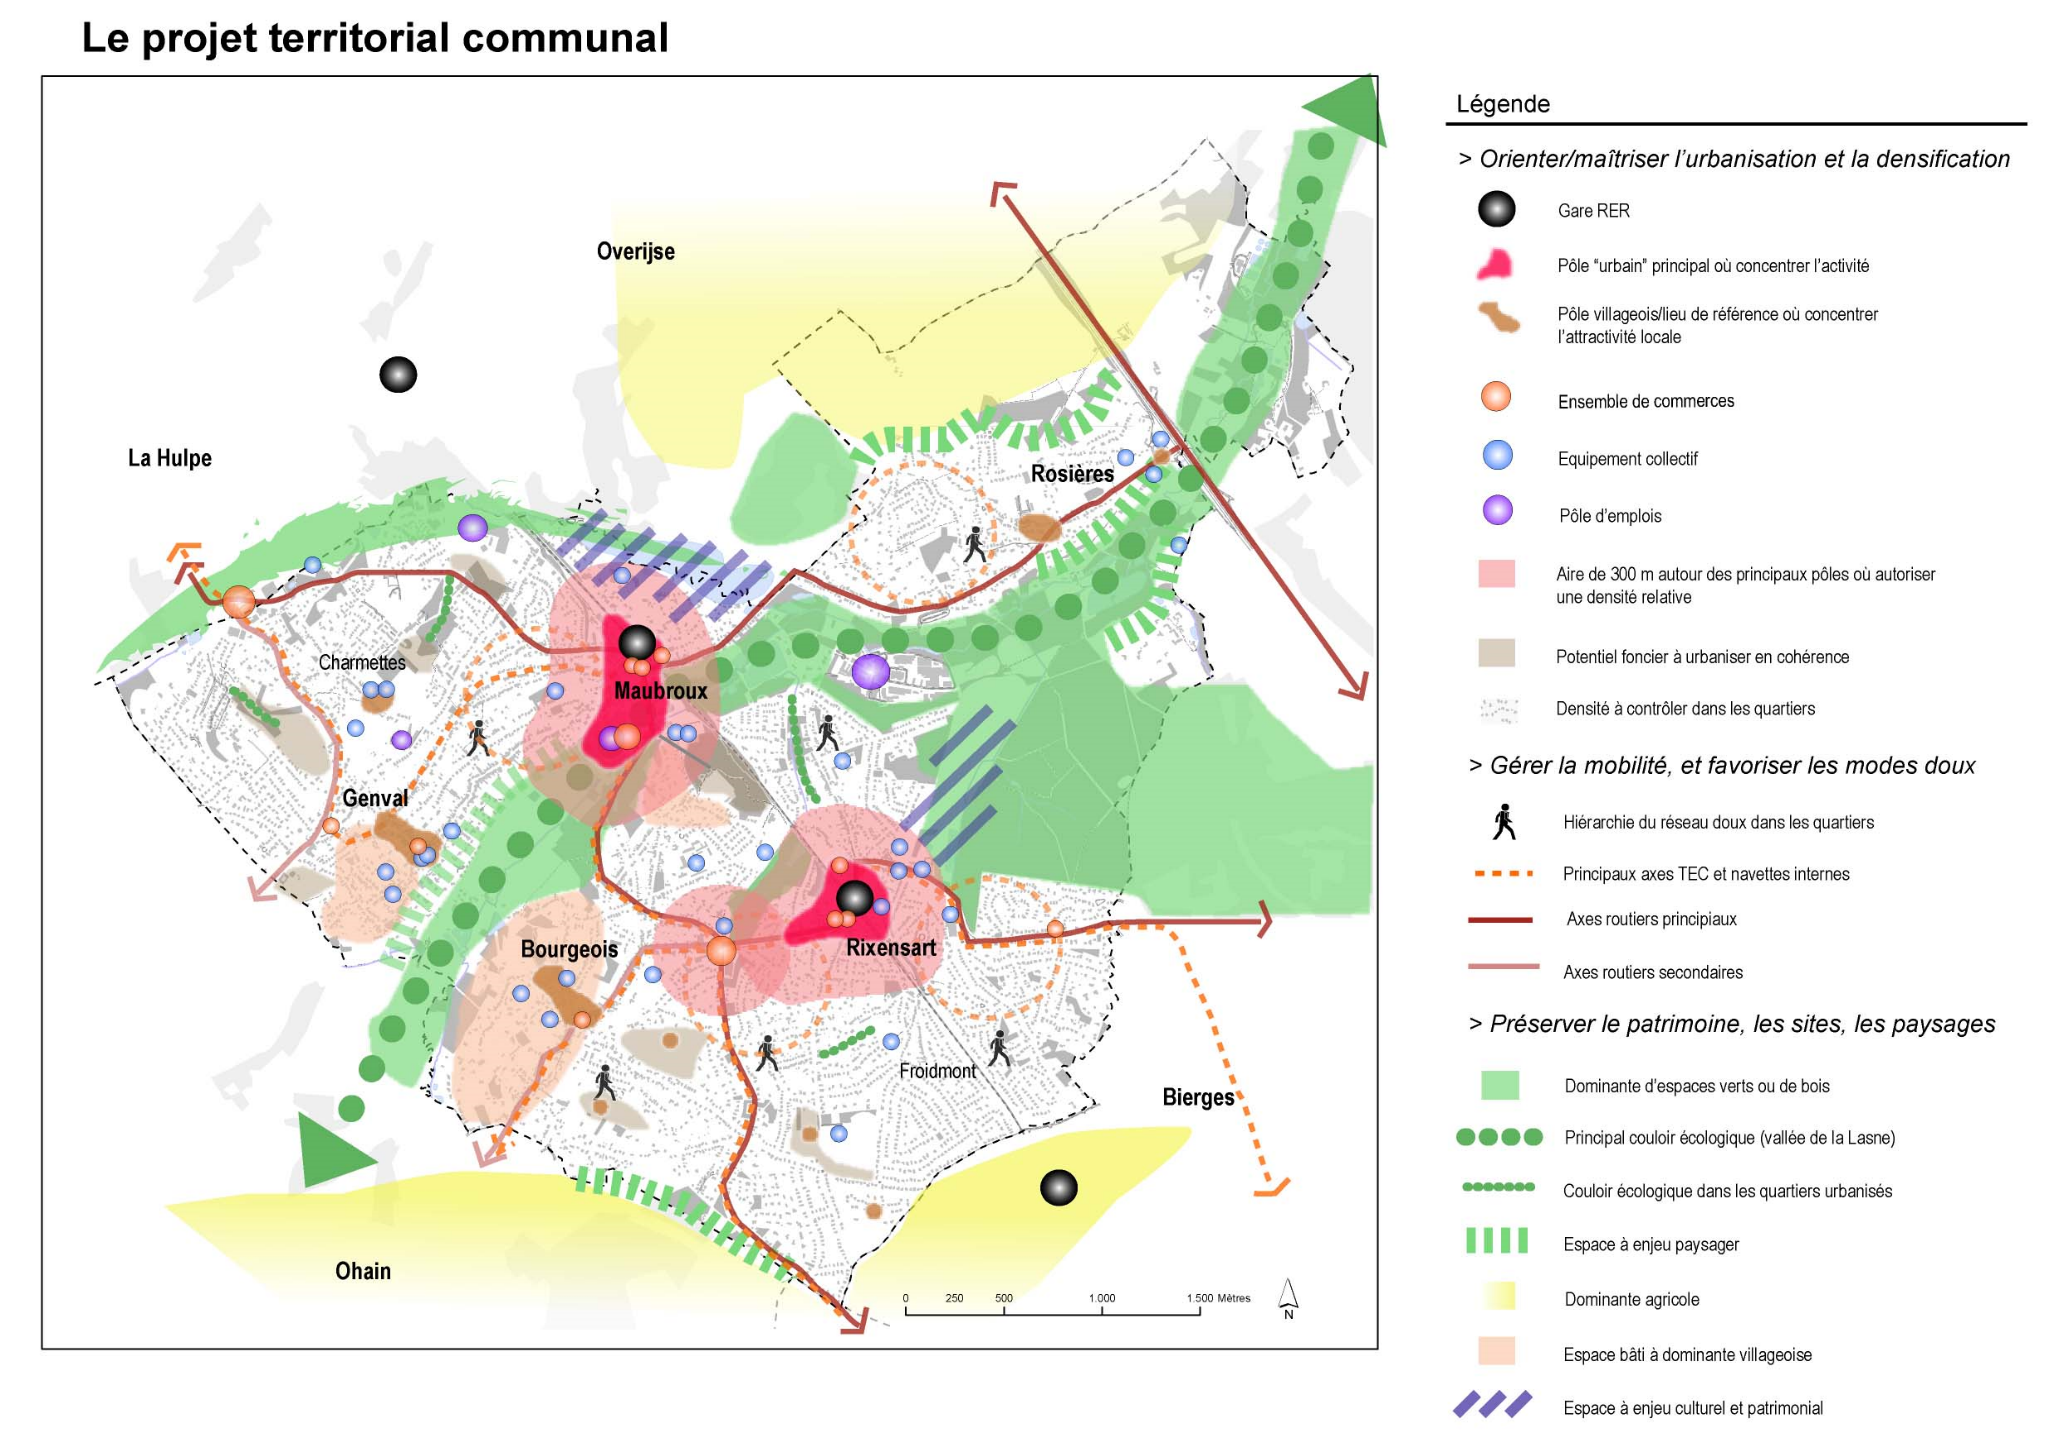 Le projet territorial communal
Overijse
La Hulpe
Rosières
Charmettes
Maubroux
Genval
Bourgeois
Rixensart
Froidmont
Bierges
Ohain
0 250 500 1.000 1.500 Mètres
N
Légende
> Orienter/maîtriser l'urbanisation et la densification
Gare RER
Pôle “urbain” principal où concentrer l'activité
Pôle villageois/lieu de référence où concentrer
l'attractivité locale
Ensemble de commerces
Equipement collectif
Pôle d'emplois
Aire de 300 m autour des principaux pôles où autoriser
une densité relative
Potentiel foncier à urbaniser en cohérence
Densité à contrôler dans les quartiers
> Gérer la mobilité, et favoriser les modes doux
Hiérarchie du réseau doux dans les quartiers
Principaux axes TEC et navettes internes
Axes routiers principiaux
Axes routiers secondaires
> Préserver le patrimoine, les sites, les paysages
Dominante d'espaces verts ou de bois
Principal couloir écologique (vallée de la Lasne)
Couloir écologique dans les quartiers urbanisés
Espace à enjeu paysager
Dominante agricole
Espace bâti à dominante villageoise
Espace à enjeu culturel et patrimonial